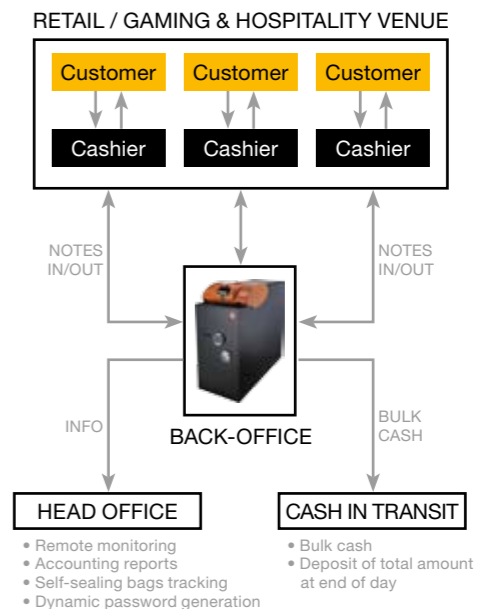 RETAIL / GAMING & HOSPITALITY VENUE
Customer Customer Customer
Cashier Cashier Cashier
NOTES IN/OUT
NOTES IN/OUT
BACK-OFFICE
INFO
BULK CASH
HEAD OFFICE
• Remote monitoring
• Accounting reports
• Self-sealing bags tracking
• Dynamic password generation
CASH IN TRANSIT
• Bulk cash
• Deposit of total amount
at end of day